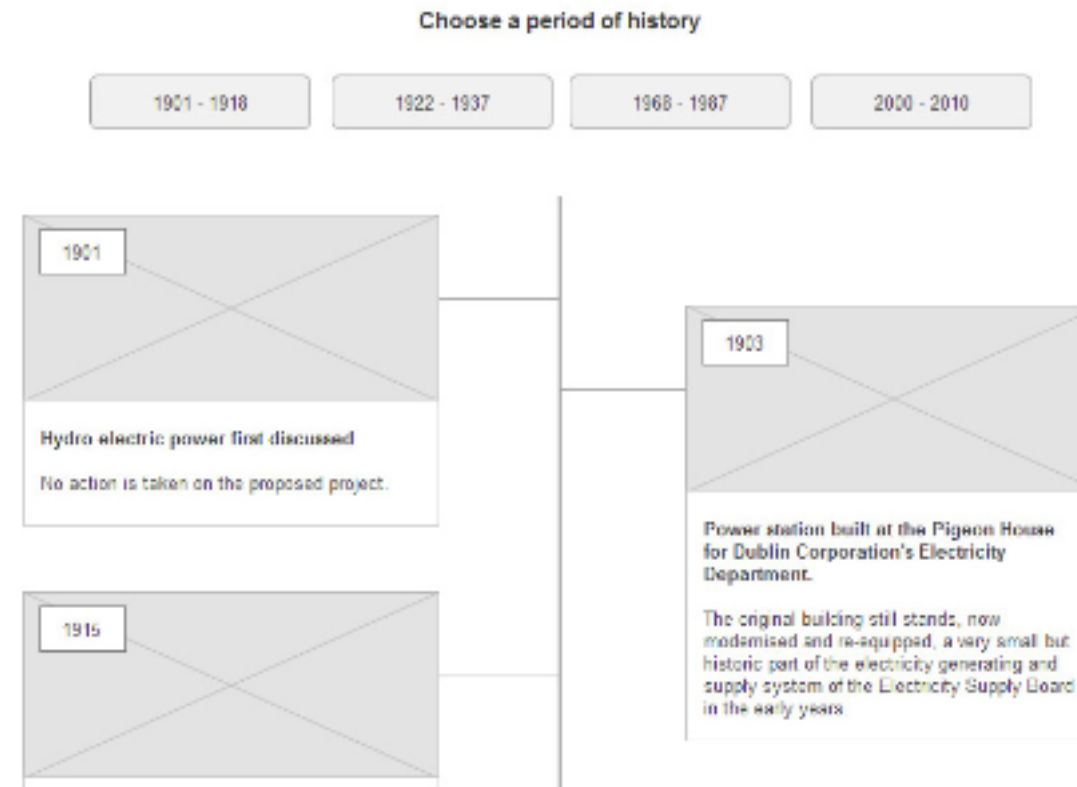 Choose a period of history
1901 - 1918
1922 - 1937
1968 - 1987
2000 - 2010
1901
Hydro electric power first discussed
No action is taken on the proposed project.
1903
Power station built at the Pigeon House
for Dublin Corporation's Electricity
Department.
The original building still stands, now
modernised and re-equipped, a very small but
historic part of the electricity generating and
supply system of the Electricity Supply Board
in the early years
1915